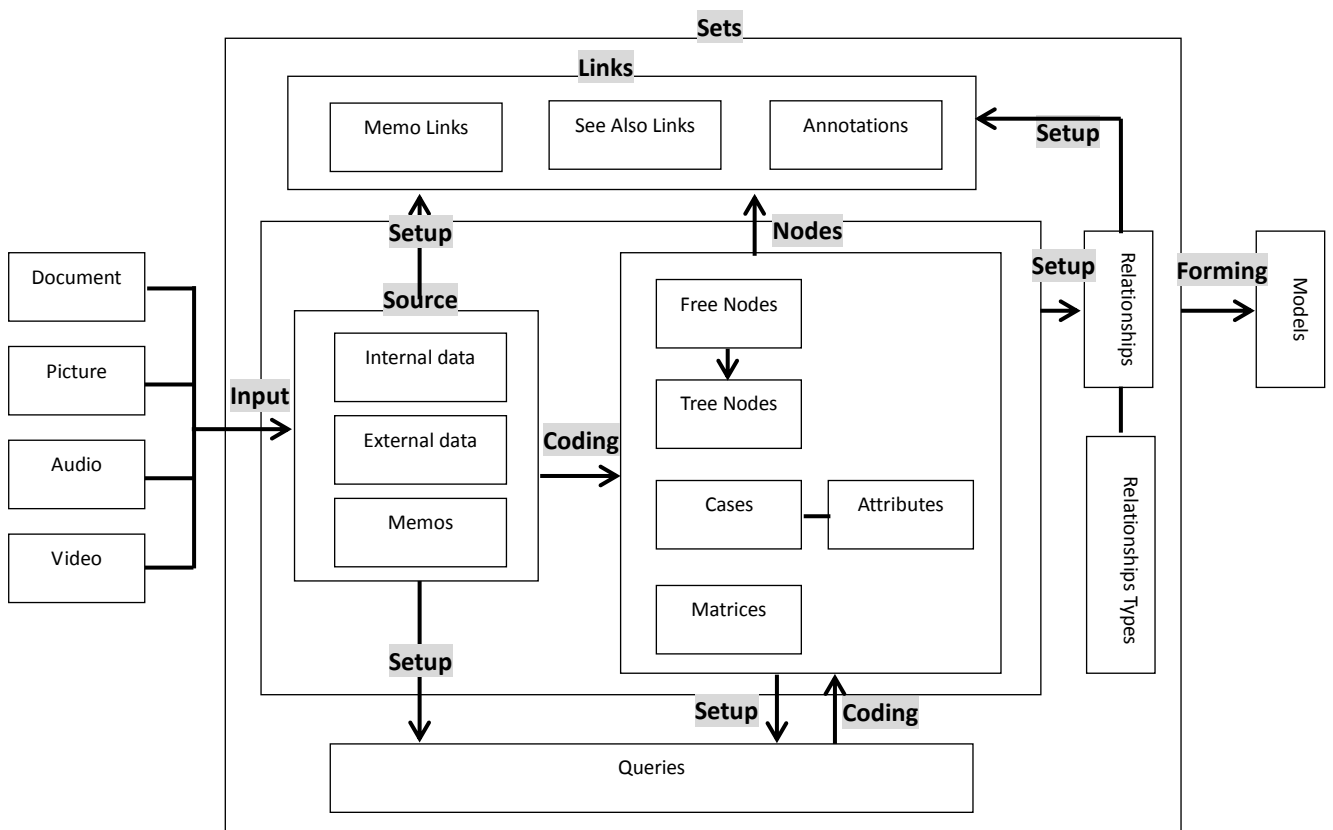 Sets
Links
Memo Links
See Also Links
Annotations
Setup
Setup
Nodes
Document
Picture
Audio
Video
Input
Source
Internal data
External data
Memos
Coding
Free Nodes
Tree Nodes
Cases
Attributes
Matrices
Setup
Relationships
Relationships Types
Forming
Models
Setup
Setup
Coding
Queries